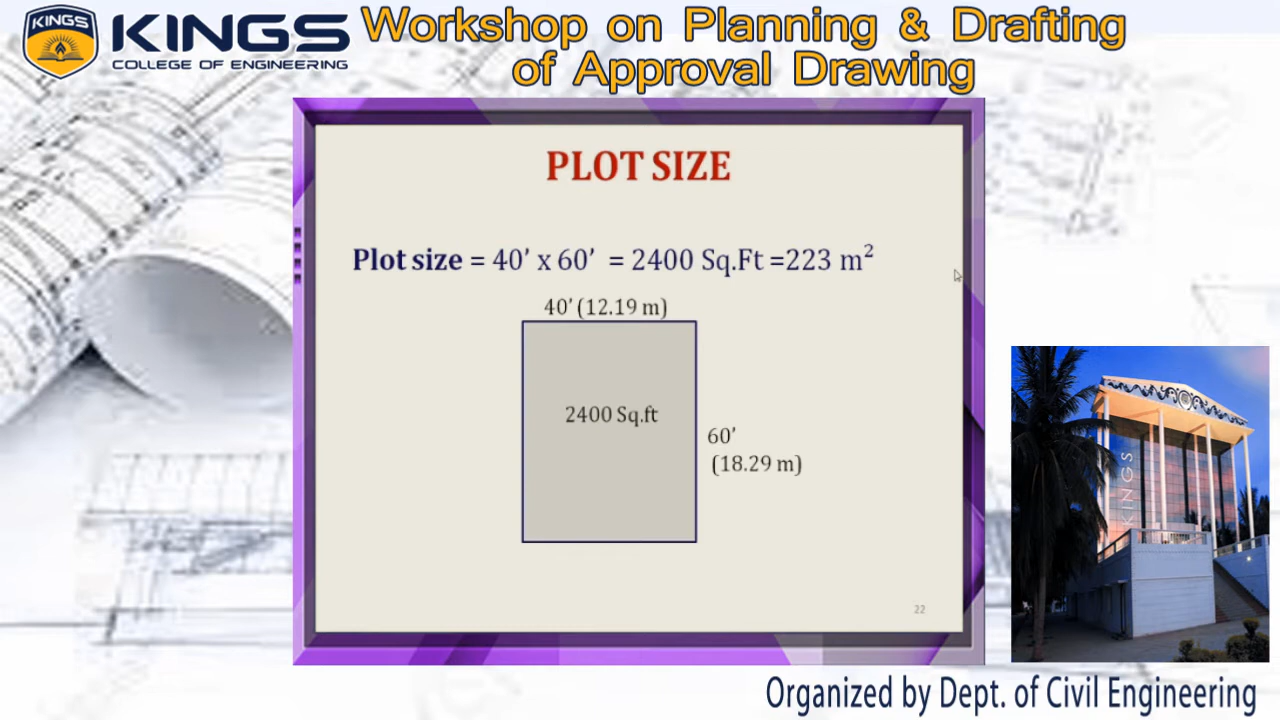 KINGS
KINGS
COLLEGE OF ENGINEERING
Workshop on Planning & Drafting
of Approval Drawing
PLOT SIZE
Plot size = 40’ x 60’ = 2400 Sq.Ft =223 m²
40’ (12.19 m)
2400 Sq.ft
60’
(18.29 m)
22
KINGS
Organized by Dept. of Civil Engineering